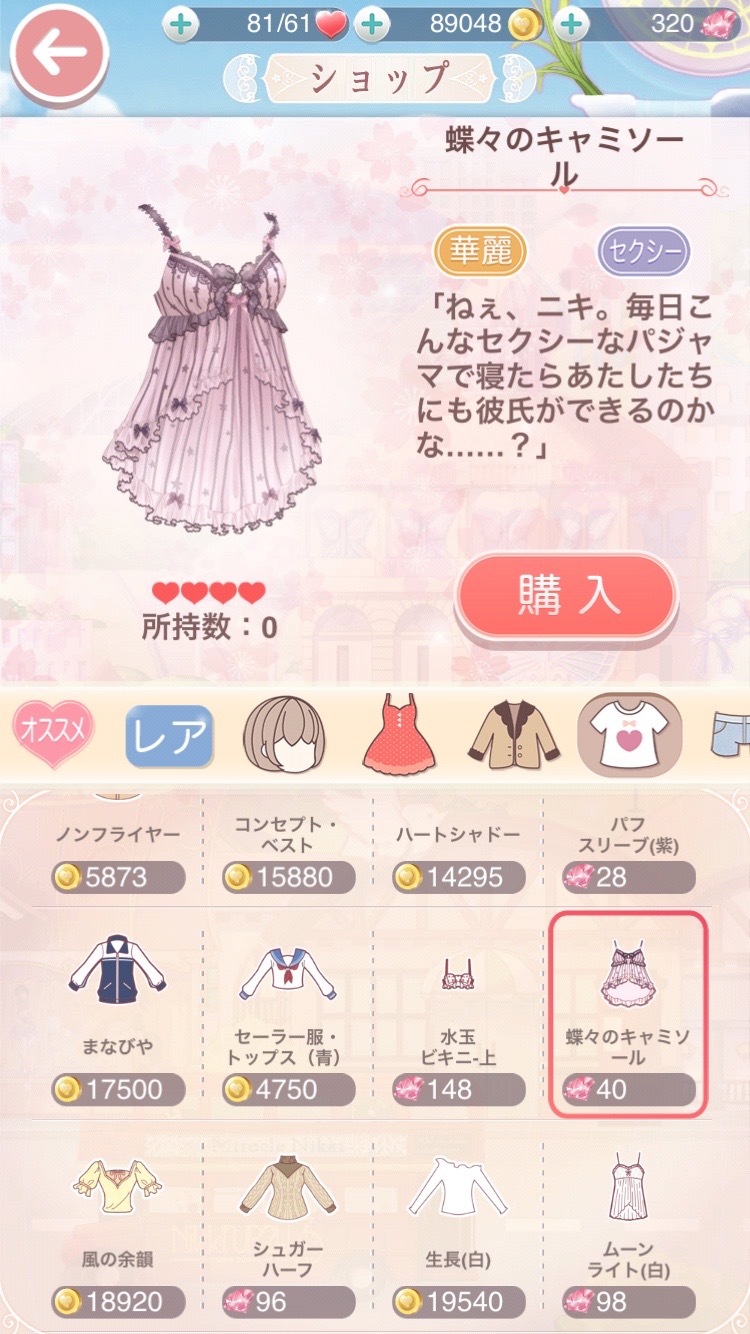 81/61
89048
320
ショップ
蝶々のキャミソー
ル
華麗
セクシー
「ねぇ、ニキ。毎日こ
んなセクシーなパジャ
マで寝たらあたしたち
にも彼氏ができるのか
な……？」
所持数：0
購入
オススメ
レア
ノンフライヤー
コンセプト・
ベスト
ハートシャドー
パフ
スリーブ(紫)
5873
15880
14295
28
まなびや
セーラー服・
トップス（青）
水玉
ビキニ-上
蝶々のキャミソ
ール
17500
4750
148
40
風の余韻
シュガー
ハーフ
生長(白)
ムーン
ライト(白)
18920
96
19540
98